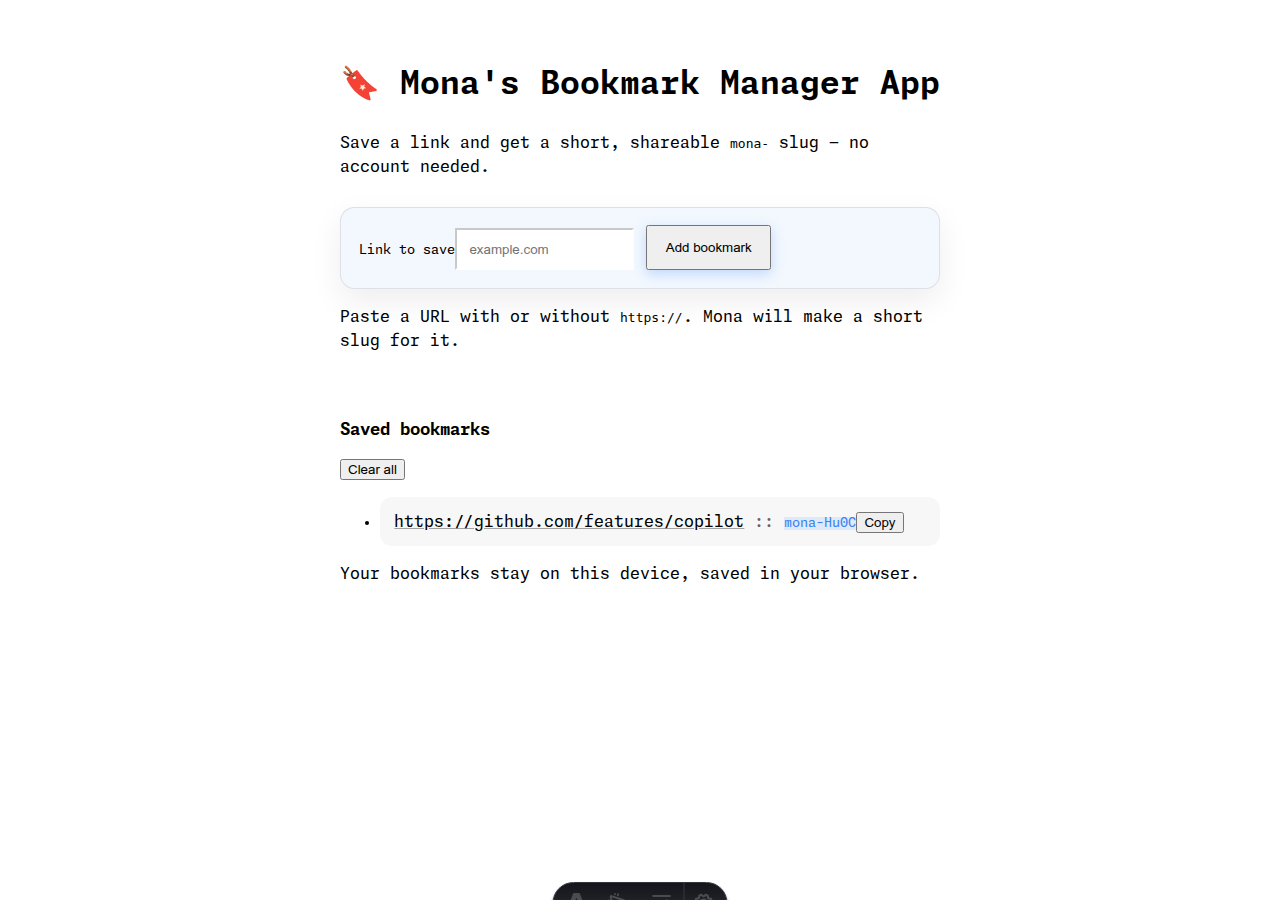 🔖 Mona's Bookmark Manager App
Save a link and get a short, shareable mona- slug — no
account needed.
Link to save example.com Add bookmark
Paste a URL with or without https://. Mona will make a short
slug for it.
Saved bookmarks
Clear all
• https://github.com/features/copilot :: mona-Hu0C Copy
Your bookmarks stay on this device, saved in your browser.